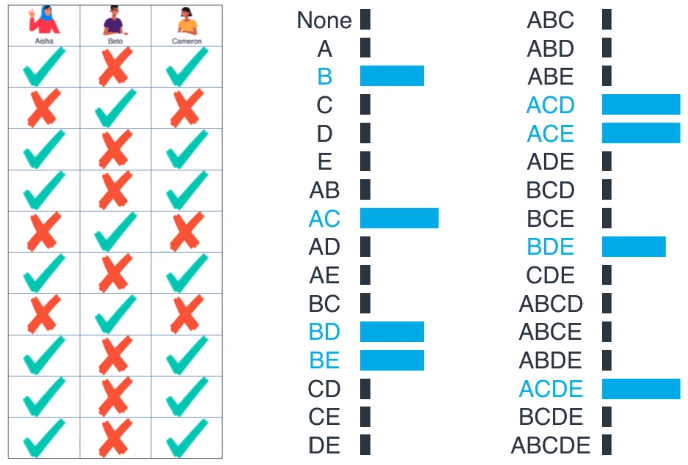 Aisha Beto Cameron
None
A
B
C
D
E
AB
AC
AD
AE
BC
BD
BE
CD
CE
DE
ABC
ABD
ABE
ACD
ACE
ADE
BCD
BCE
BDE
CDE
ABCD
ABCE
ABDE
ACDE
BCDE
ABCDE